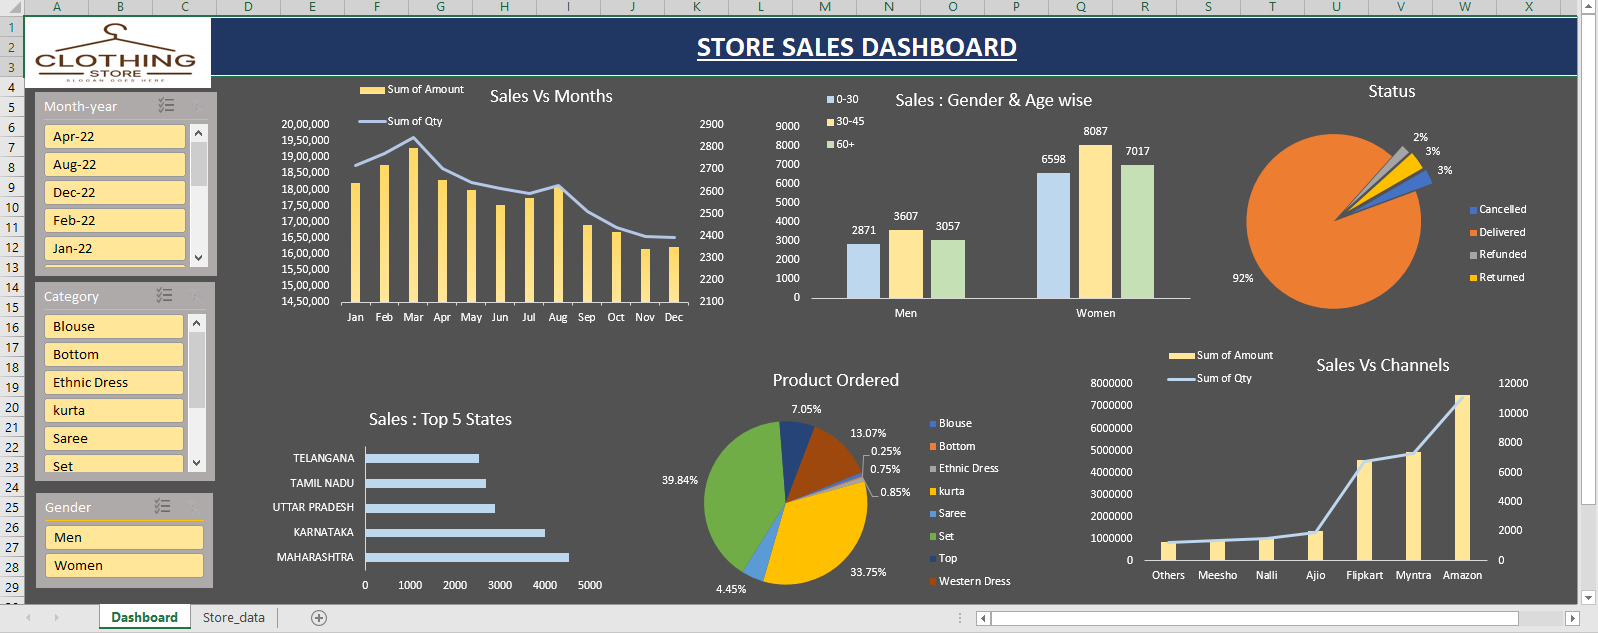 A B C D E F G H I J K L M N O P Q R S T U V W X
1
2
3
4
5
6
7
8
9
10
11
12
13
14
15
16
17
18
19
20
21
22
23
24
25
26
27
28
29
CLOTHING
STORE
SLOGAN GOES HERE
STORE SALES DASHBOARD
Month-year
Apr-22
Aug-22
Dec-22
Feb-22
Jan-22
Category
Blouse
Bottom
Ethnic Dress
kurta
Saree
Set
Gender
Men
Women
Sum of Amount
Sum of Qty
Sales Vs Months
20,00,000
19,50,000
19,00,000
18,50,000
18,00,000
17,50,000
17,00,000
16,50,000
16,00,000
15,50,000
15,00,000
14,50,000
2900
2800
2700
2600
2500
2400
2300
2200
2100
Jan Feb Mar Apr May Jun Jul Aug Sep Oct Nov Dec
Sales : Gender & Age wise
0-30
30-45
60+
9000
8000
7000
6000
5000
4000
3000
2000
1000
0
2871
3607
3057
6598
8087
7017
Men Women
Status
2%
3%
3%
92%
Cancelled
Delivered
Refunded
Returned
Sales : Top 5 States
TELANGANA
TAMIL NADU
UTTAR PRADESH
KARNATAKA
MAHARASHTRA
0 1000 2000 3000 4000 5000
Product Ordered
7.05%
13.07%
0.25%
0.75%
0.85%
39.84%
33.75%
4.45%
Blouse
Bottom
Ethnic Dress
kurta
Saree
Set
Top
Western Dress
Sum of Amount
Sum of Qty
Sales Vs Channels
8000000
7000000
6000000
5000000
4000000
3000000
2000000
1000000
0
12000
10000
8000
6000
4000
2000
0
Others Meesho Nalli Ajio Flipkart Myntra Amazon
Dashboard Store_data